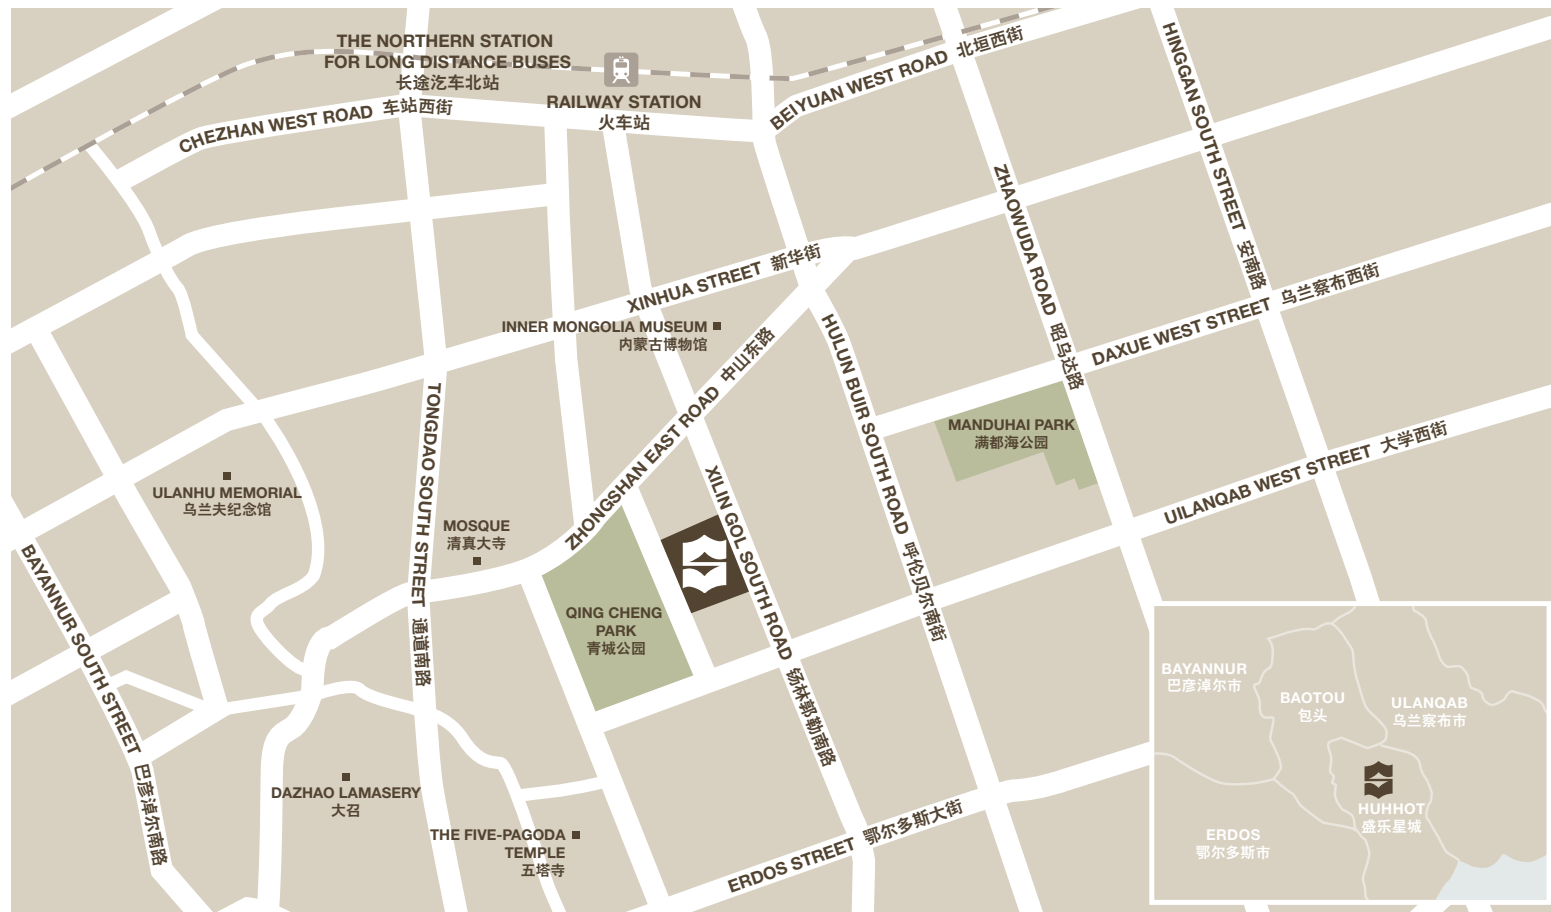 THE NORTHERN STATION
FOR LONG DISTANCE BUSES
长途汔车北站
RAILWAY STATION
火车站
CHEZHAN WEST ROAD 车站西街
BEIYUAN WEST ROAD 北垣西街
HINGGAN SOUTH STREET 安南路
ZHAOWUDA ROAD 昭乌达路
XINHUA STREET 新华街
INNER MONGOLIA MUSEUM
内蒙古博物馆
ZHONGSHAN EAST ROAD 中山东路
HULUN BUIR SOUTH ROAD 呼伦贝尔南街
DAXUE WEST STREET 乌兰察布西街
MANDUHAI PARK
满都海公园
UILANQAB WEST STREET 大学西街
TONGDAO SOUTH STREET 通道南路
ULANHU MEMORIAL
乌兰夫纪念馆
MOSQUE
清真大寺
XILIN GOL SOUTH ROAD 钖林郭勒南路
QING CHENG
PARK
青城公园
BAYANNUR SOUTH STREET 巴彦淖尔南路
DAZHAO LAMASERY
大召
THE FIVE-PAGODA
TEMPLE
五塔寺
ERDOS STREET 鄂尔多斯大街
BAYANNUR
巴彦淖尔市
BAOTOU
包头
ULANQAB
乌兰察布市
HUHHOT
盛乐星城
ERDOS
鄂尔多斯市